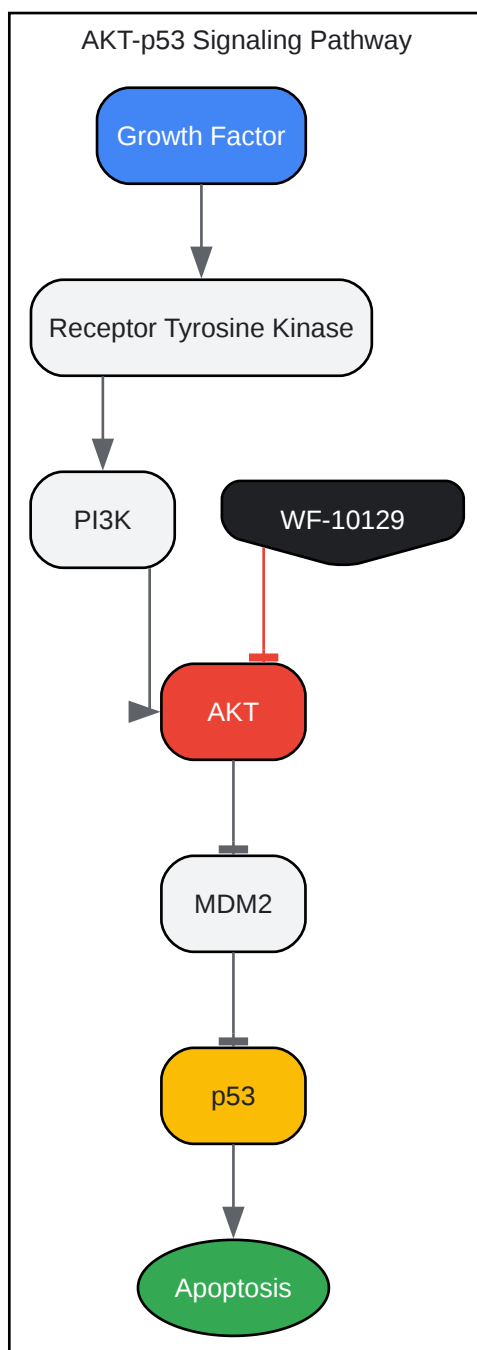 AKT-p53 Signaling Pathway
Growth Factor
Receptor Tyrosine Kinase
PI3K
WF-10129
AKT
MDM2
p53
Apoptosis